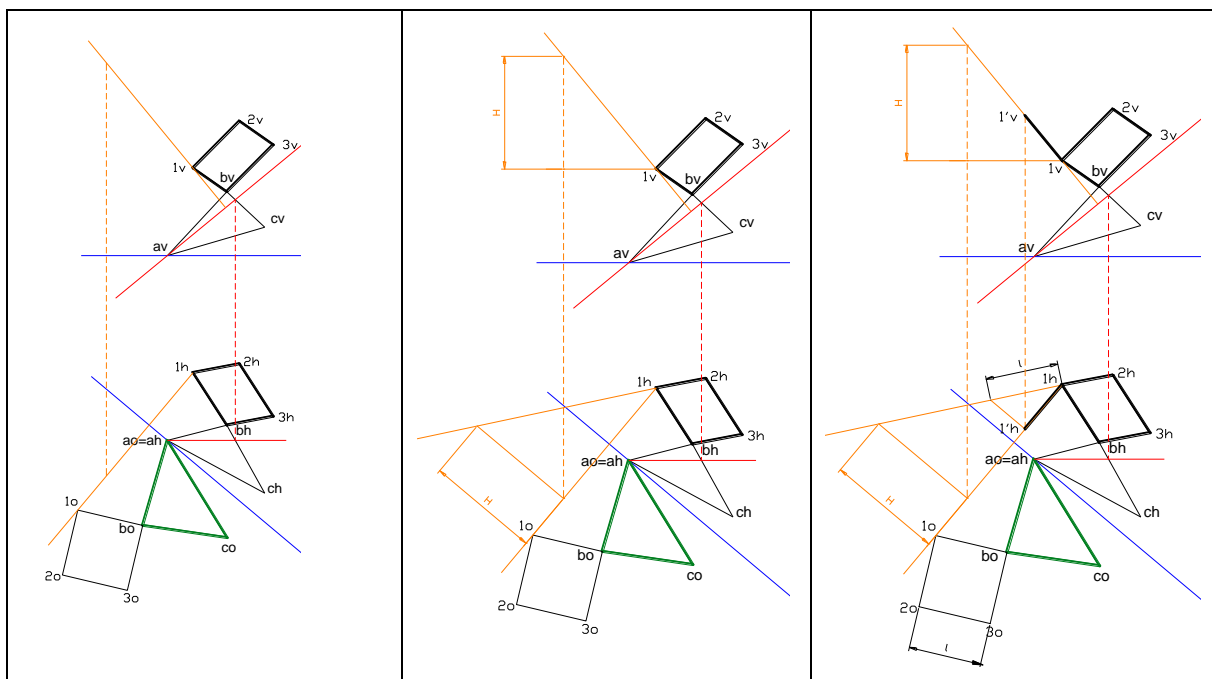 2v
3v
1v
bv
cv
av
1h
2h
3h
bh
ao=ah
ch
1o
bo
co
2o
3o
H
2v
3v
1v
bv
cv
av
1h
2h
3h
bh
ao=ah
H
ch
1o
bo
co
2o
3o
H
1'v
2v
3v
1v
bv
cv
av
l
1h
2h
1'h
3h
bh
ao=ah
H
ch
1o
bo
co
2o
3o
l